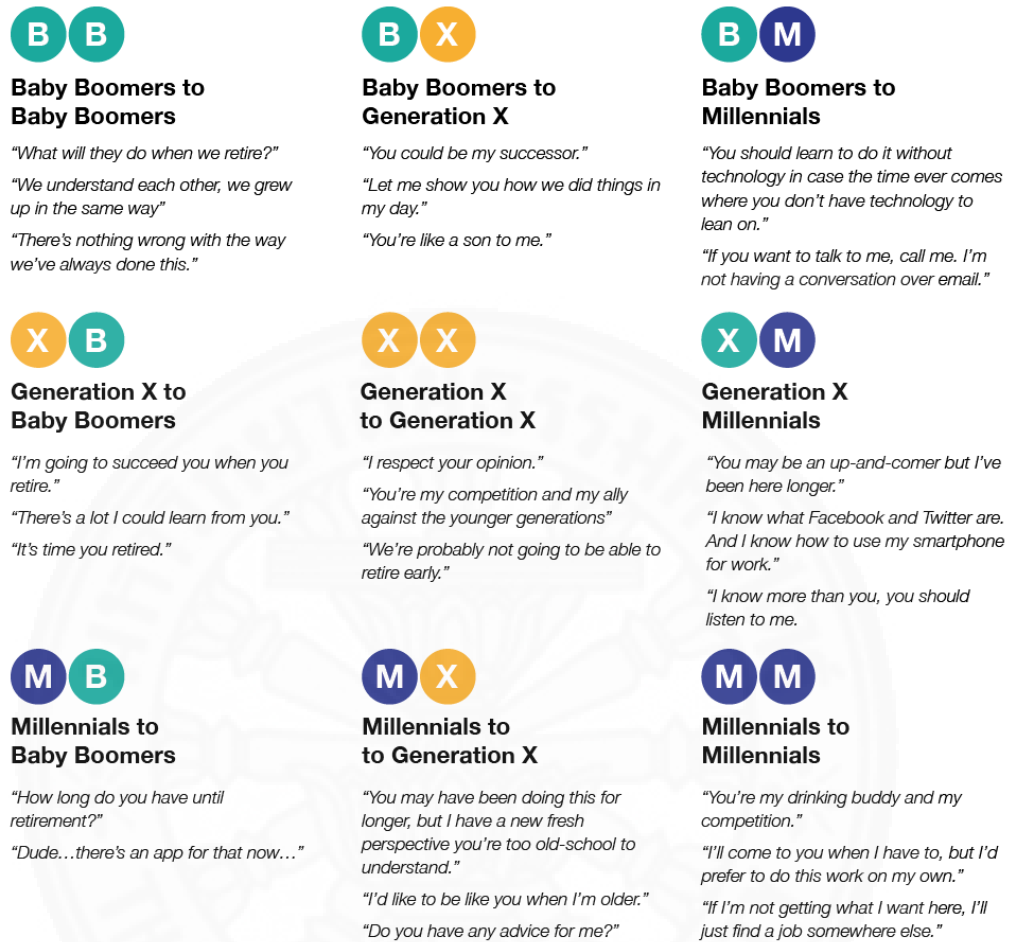 B B
Baby Boomers to
Baby Boomers
“What will they do when we retire?”
“We understand each other, we grew
up in the same way”
“There’s nothing wrong with the way
we’ve always done this.”
B X
Baby Boomers to
Generation X
“You could be my successor.”
“Let me show you how we did things in
my day.”
“You’re like a son to me.”
B M
Baby Boomers to
Millennials
“You should learn to do it without
technology in case the time ever comes
where you don’t have technology to
lean on.”
“If you want to talk to me, call me. I’m
not having a conversation over email.”
X B
Generation X to
Baby Boomers
“I’m going to succeed you when you
retire.”
“There’s a lot I could learn from you.”
“It’s time you retired.”
X X
Generation X
to Generation X
“I respect your opinion.”
“You’re my competition and my ally
against the younger generations”
“We’re probably not going to be able to
retire early.”
X M
Generation X
Millennials
“You may be an up-and-comer but I’ve
been here longer.”
“I know what Facebook and Twitter are.
And I know how to use my smartphone
for work.”
“I know more than you, you should
listen to me.
M B
Millennials to
Baby Boomers
“How long do you have until
retirement?”
“Dude…there’s an app for that now…”
M X
Millennials to
to Generation X
“You may have been doing this for
longer, but I have a new fresh
perspective you’re too old-school to
understand.”
“I’d like to be like you when I’m older.”
“Do you have any advice for me?”
M M
Millennials to
Millennials
“You’re my drinking buddy and my
competition.”
“I’ll come to you when I have to, but I’d
prefer to do this work on my own.”
“If I’m not getting what I want here, I’ll
just find a job somewhere else.”